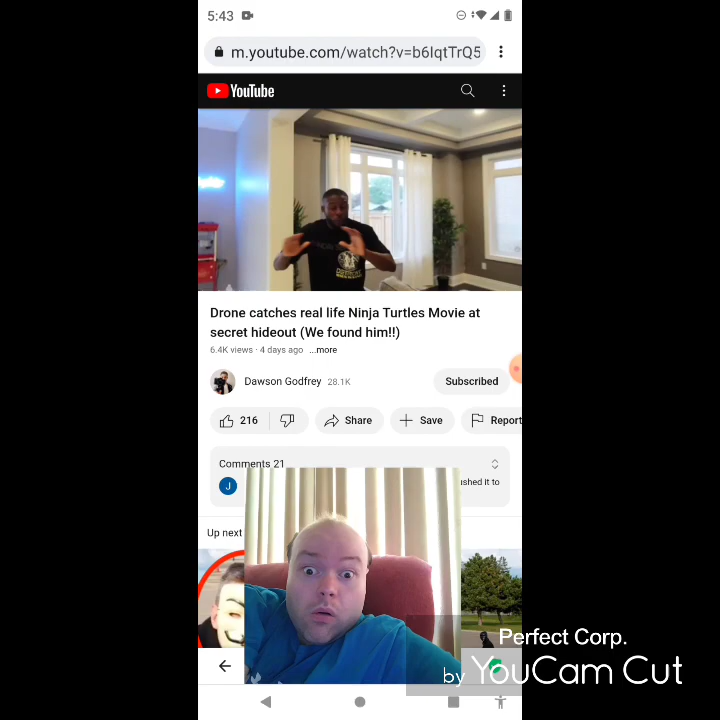 5:43
m.youtube.com/watch?v=b6IqtTrQ5
YouTube
Drone catches real life Ninja Turtles Movie at
secret hideout (We found him!!)
6.4K views · 4 days ago ...more
Dawson Godfrey 28.1K
Subscribed
216
Share
Save
Report
Comments 21
J
ushed it to
Up next
Perfect Corp.
by YouCam Cut